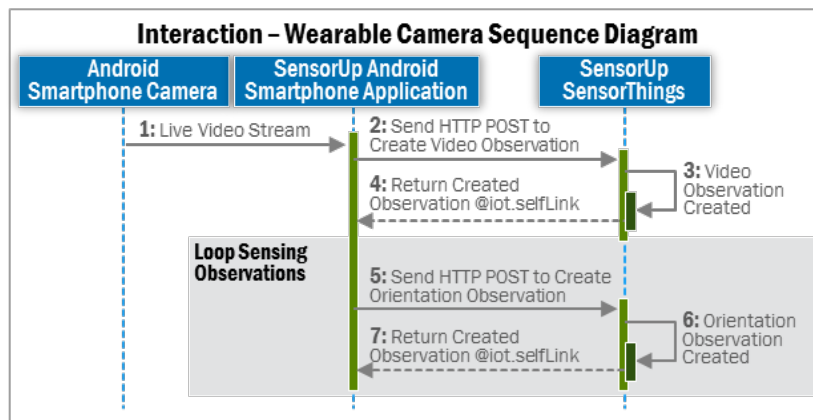 Interaction – Wearable Camera Sequence Diagram
Android
Smartphone Camera
SensorUp Android
Smartphone Application
SensorUp
SensorThings
1: Live Video Stream
2: Send HTTP POST to
Create Video Observation
3: Video
Observation
Created
4: Return Created
Observation @iot.selfLink
Loop Sensing
Observations
5: Send HTTP POST to Create
Orientation Observation
6: Orientation
Observation
Created
7: Return Created
Observation @iot.selfLink